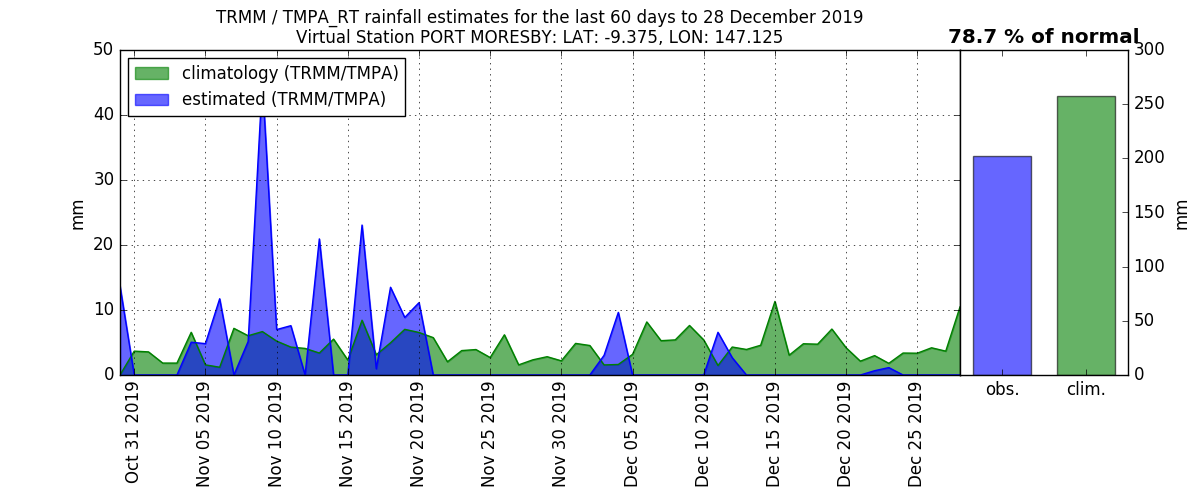 TRMM / TMPA_RT rainfall estimates for the last 60 days to 28 December 2019
Virtual Station PORT MORESBY: LAT: -9.375, LON: 147.125
78.7 % of normal
climatology (TRMM/TMPA)
estimated (TRMM/TMPA)
50
40
30
20
10
0
mm
Oct 31 2019
Nov 05 2019
Nov 10 2019
Nov 15 2019
Nov 20 2019
Nov 25 2019
Nov 30 2019
Dec 05 2019
Dec 10 2019
Dec 15 2019
Dec 20 2019
Dec 25 2019
300
250
200
150
100
50
0
mm
obs.
clim.